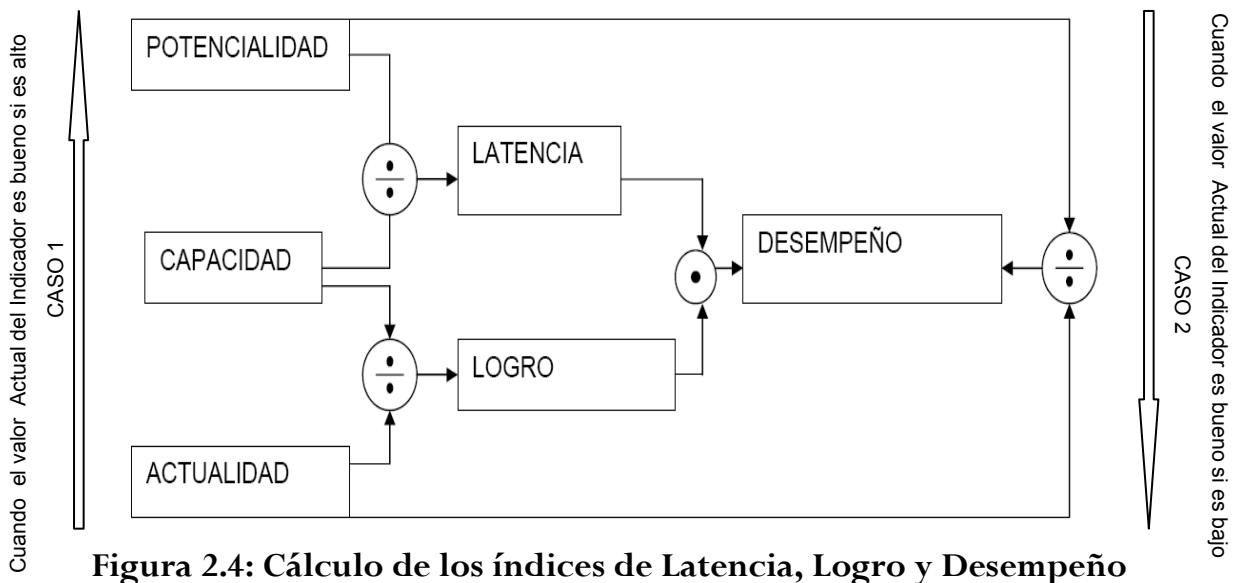 Cuando el valor Actual del Indicador es bueno si es alto
CASO 1
POTENCIALIDAD
LATENCIA
CAPACIDAD
DESEMPEÑO
LOGRO
ACTUALIDAD
CASO 2
Cuando el valor Actual del Indicador es bueno si es bajo
Figura 2.4: Cálculo de los índices de Latencia, Logro y Desempeño